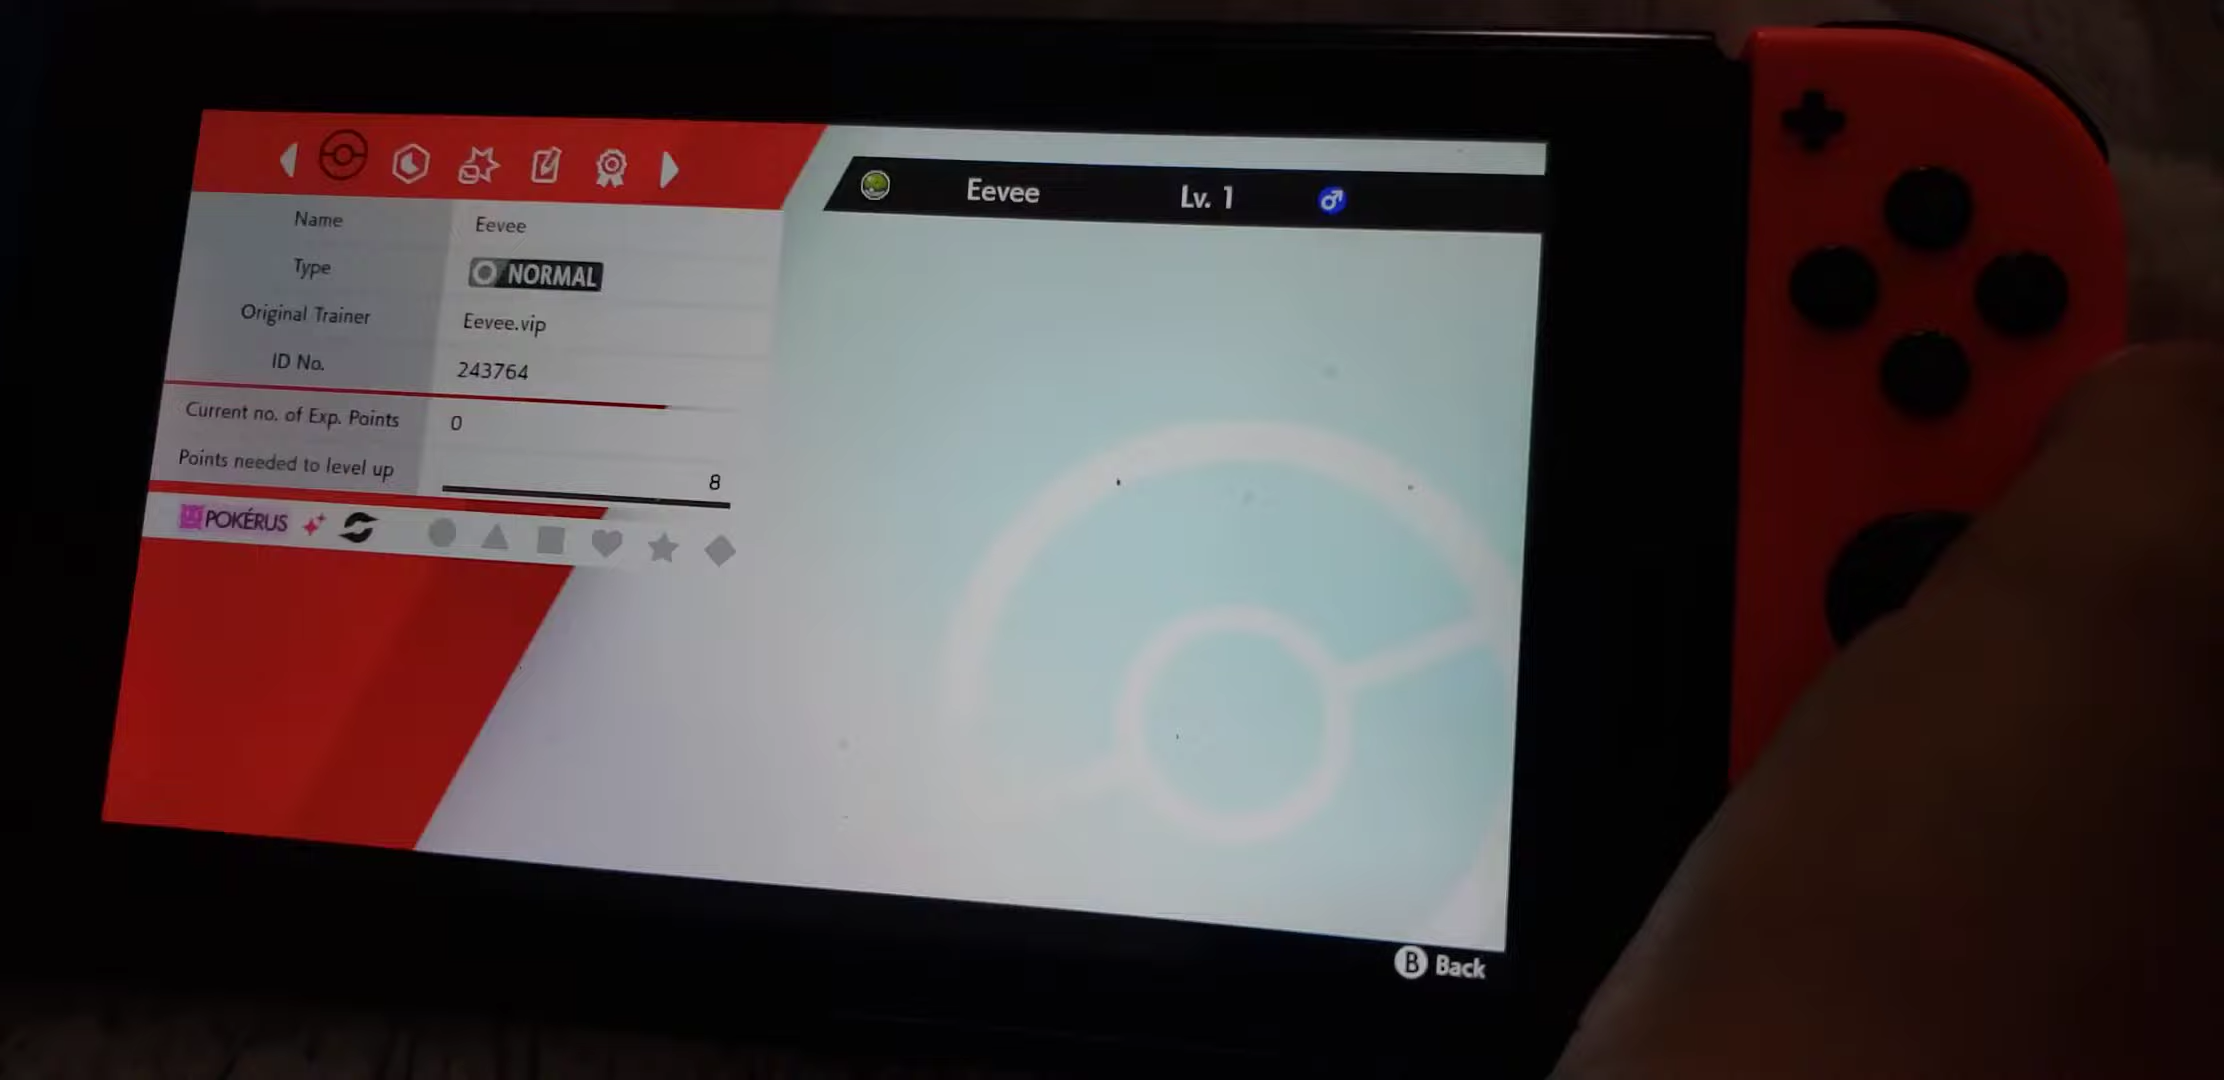 Eevee Lv. 1
Name Eevee
Type NORMAL
Original Trainer Eevee.vip
ID No. 243764
Current no. of Exp. Points 0
Points needed to level up 8
POKÉRUS
B Back